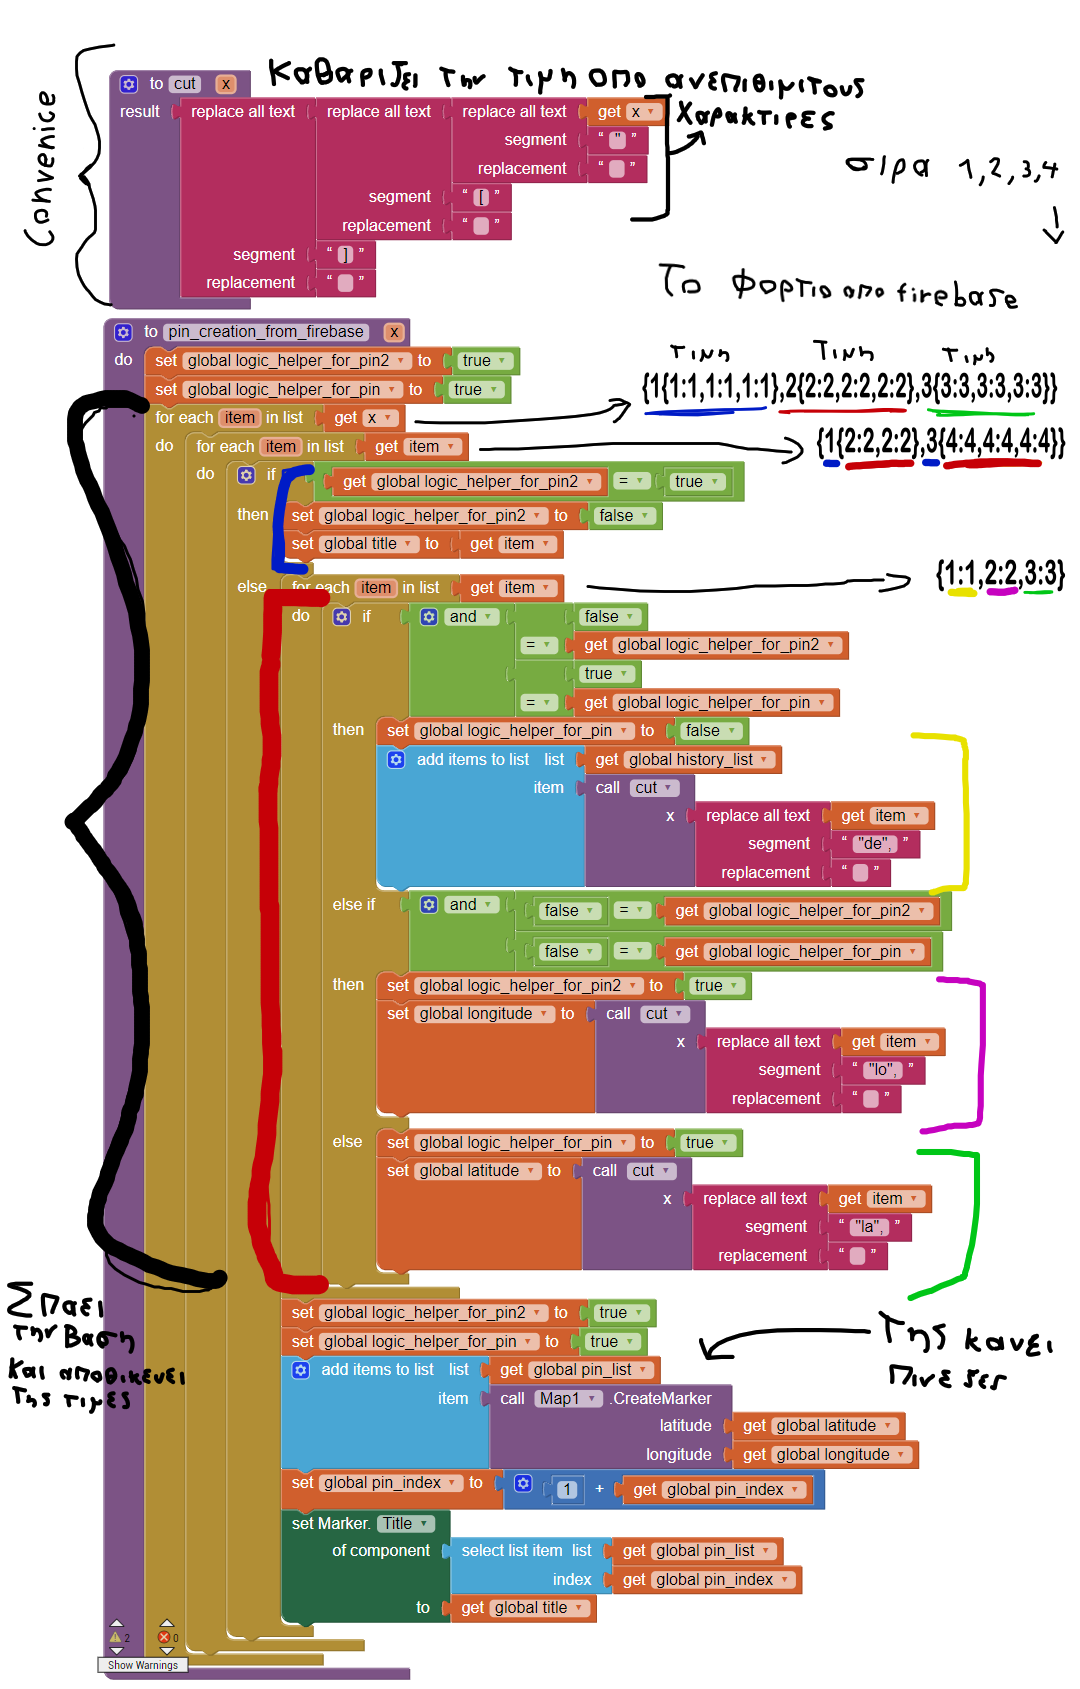 Καθαριζει την τιμη απο ανεπιθιμιτους
χαρακτιρες
Convenice
to cut x
result replace all text replace all text replace all text get x
segment " " "
replacement " "
segment " [ "
replacement " "
segment " ] "
replacement " "
σιρα 1,2,3,4
Το φορτιο απο firebase
to pin_creation_from_firebase x
do set global logic_helper_for_pin2 to true
set global logic_helper_for_pin to true
τιμη τιμη τιμη
{1{1:1,1:1,1:1},2{2:2,2:2,2:2},3{3:3,3:3,3:3}}
for each item in list get x
do for each item in list get item
{1{2:2,2:2},3{4:4,4:4,4:4}}
do if get global logic_helper_for_pin2 = true
then set global logic_helper_for_pin2 to false
set global title to get item
else for each item in list get item
{1:1,2:2,3:3}
do if and false
= get global logic_helper_for_pin2
true
= get global logic_helper_for_pin
then set global logic_helper_for_pin to false
add items to list list get global history_list
item call cut
x replace all text get item
segment " "de", "
replacement " "
else if and false = get global logic_helper_for_pin2
false = get global logic_helper_for_pin
then set global logic_helper_for_pin2 to true
set global longitude to call cut
x replace all text get item
segment " "lo", "
replacement " "
else set global logic_helper_for_pin to true
set global latitude to call cut
x replace all text get item
segment " "la", "
replacement " "
Σπαει
την βαση
και αποθικευει
της τιμες
set global logic_helper_for_pin2 to true
set global logic_helper_for_pin to true
Της κανει
πινεζες
add items to list list get global pin_list
item call Map1 .CreateMarker
latitude get global latitude
longitude get global longitude
set global pin_index to 1 + get global pin_index
set Marker. Title
of component select list item list get global pin_list
index get global pin_index
to get global title
2 0
Show Warnings